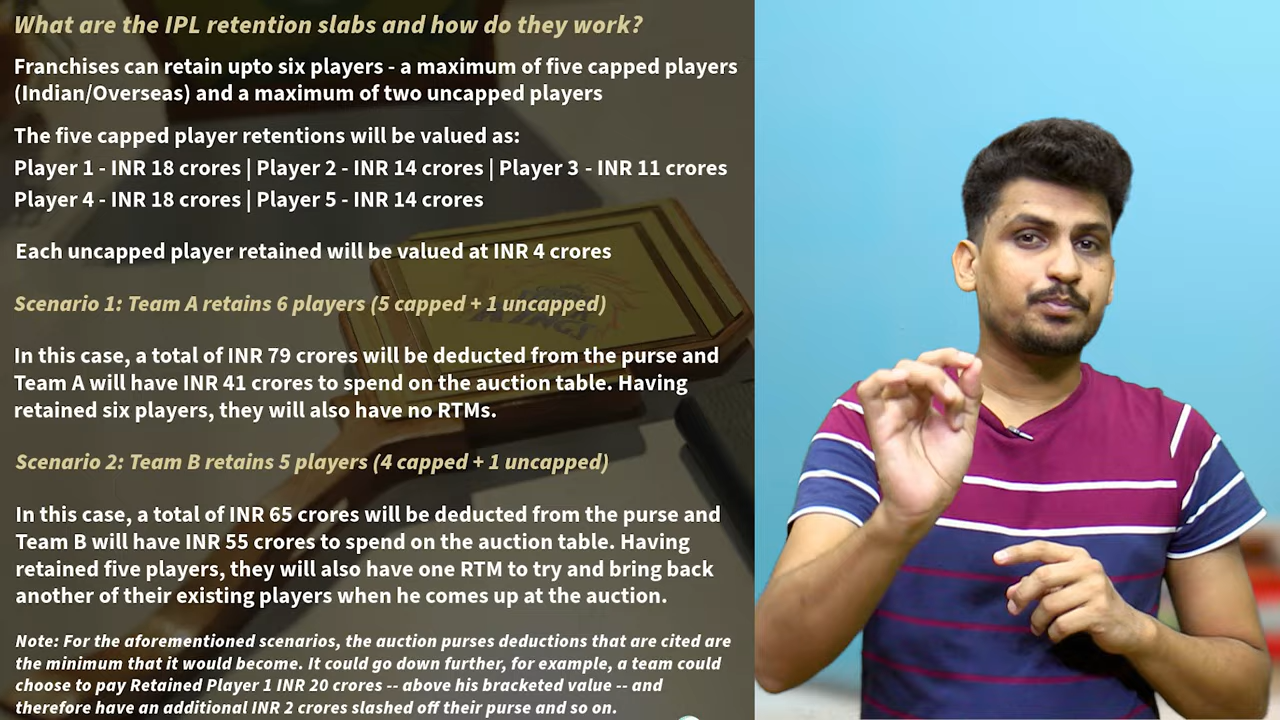 What are the IPL retention slabs and how do they work?
Franchises can retain upto six players - a maximum of five capped players
(Indian/Overseas) and a maximum of two uncapped players
The five capped player retentions will be valued as:
Player 1 - INR 18 crores | Player 2 - INR 14 crores | Player 3 - INR 11 crores
Player 4 - INR 18 crores | Player 5 - INR 14 crores
Each uncapped player retained will be valued at INR 4 crores
Scenario 1: Team A retains 6 players (5 capped + 1 uncapped)
In this case, a total of INR 79 crores will be deducted from the purse and
Team A will have INR 41 crores to spend on the auction table. Having
retained six players, they will also have no RTMs.
Scenario 2: Team B retains 5 players (4 capped + 1 uncapped)
In this case, a total of INR 65 crores will be deducted from the purse and
Team B will have INR 55 crores to spend on the auction table. Having
retained five players, they will also have one RTM to try and bring back
another of their existing players when he comes up at the auction.
Note: For the aforementioned scenarios, the auction purses deductions that are cited are
the minimum that it would become. It could go down further, for example, a team could
choose to pay Retained Player 1 INR 20 crores -- above his bracketed value -- and
therefore have an additional INR 2 crores slashed off their purse and so on.